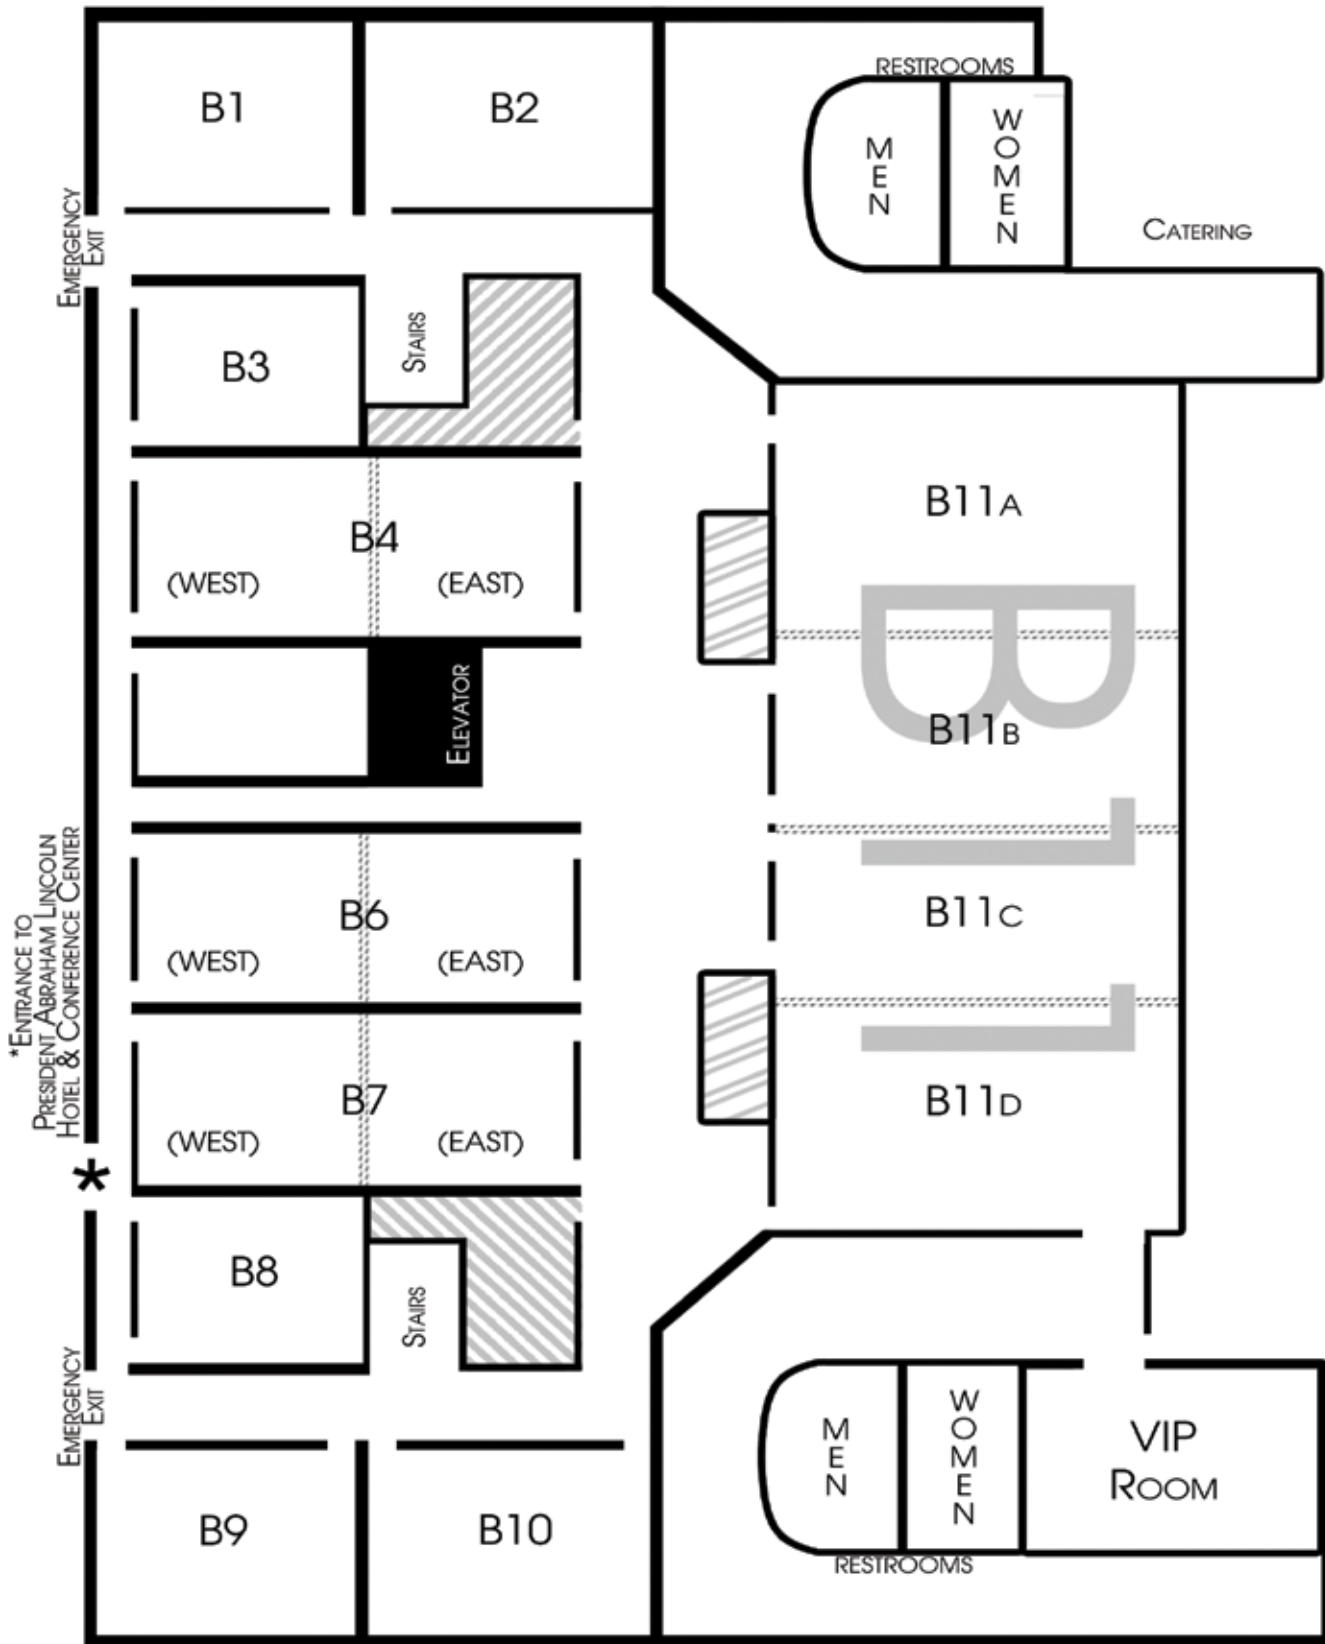 RESTROOMS
B1
B2
MEN
WOMEN
CATERING
EMERGENCY
EXIT
B3
STAIRS
B4
(WEST)
(EAST)
B11A
B11
B11B
ELEVATOR
*ENTRANCE TO
PRESIDENT ABRAHAM LINCOLN
HOTEL & CONFERENCE CENTER
B6
(WEST)
(EAST)
B11C
B7
(WEST)
(EAST)
B11D
*
B8
STAIRS
EMERGENCY
EXIT
MEN
WOMEN
VIP
ROOM
B9
B10
RESTROOMS